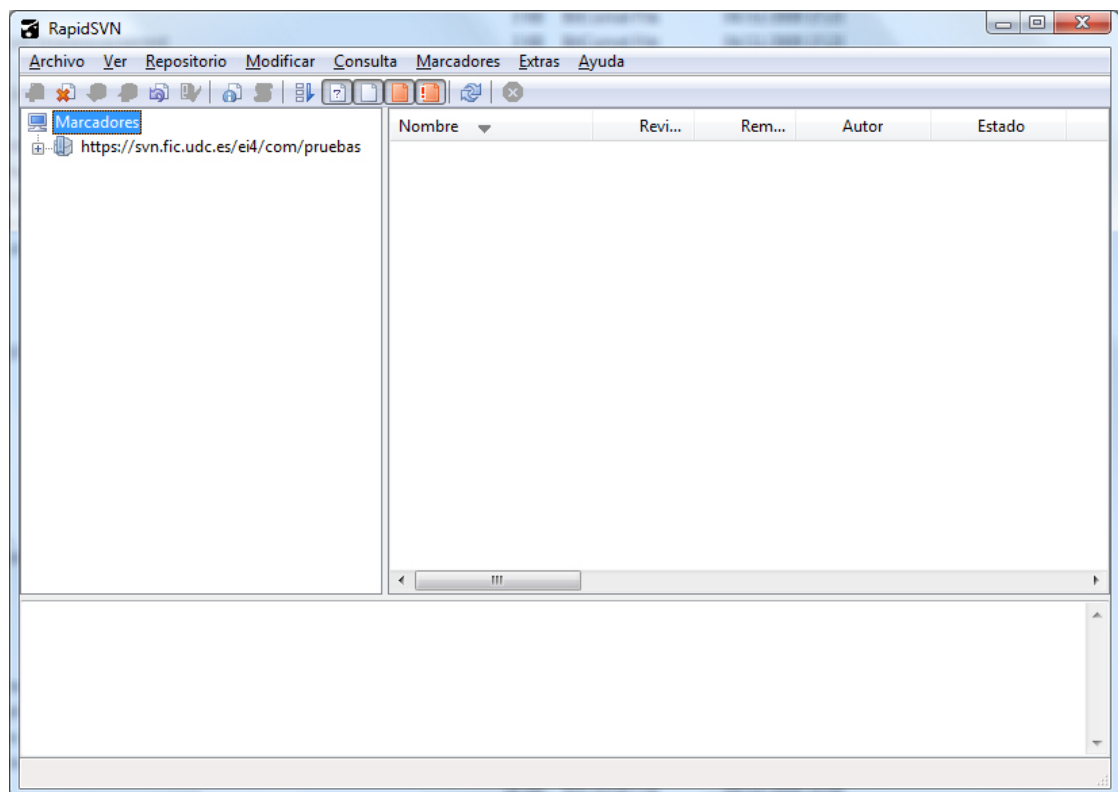 RapidSVN
Archivo Ver Repositorio Modificar Consulta Marcadores Extras Ayuda
Marcadores
https://svn.fic.udc.es/ei4/com/pruebas
Nombre Revi... Rem... Autor Estado